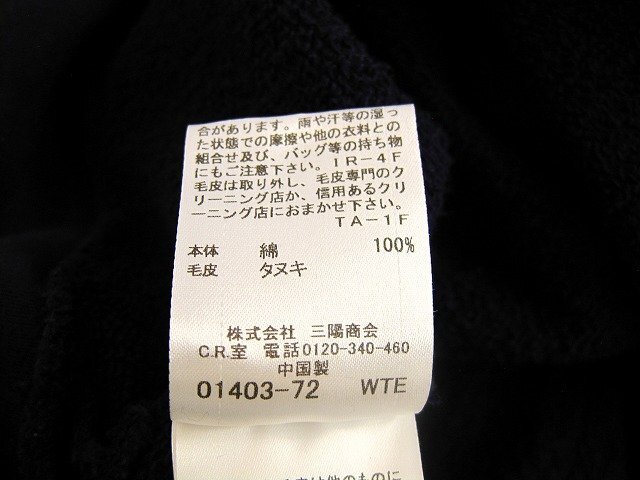 合があります。雨や汗等の湿っ
た状態での摩擦や他の衣料との
組合せ及び、バッグ等の持ち物
にもご注意下さい。IR-4F
毛皮は取り外し、毛皮専門のク
リーニング店か、信用あるクリ
ーニング店におまかせ下さい。
TA-1F
本体 綿 100%
毛皮 タヌキ
株式会社 三陽商会
C.R.室 電話0120-340-460
中国製
01403-72 WTE
は他のものに